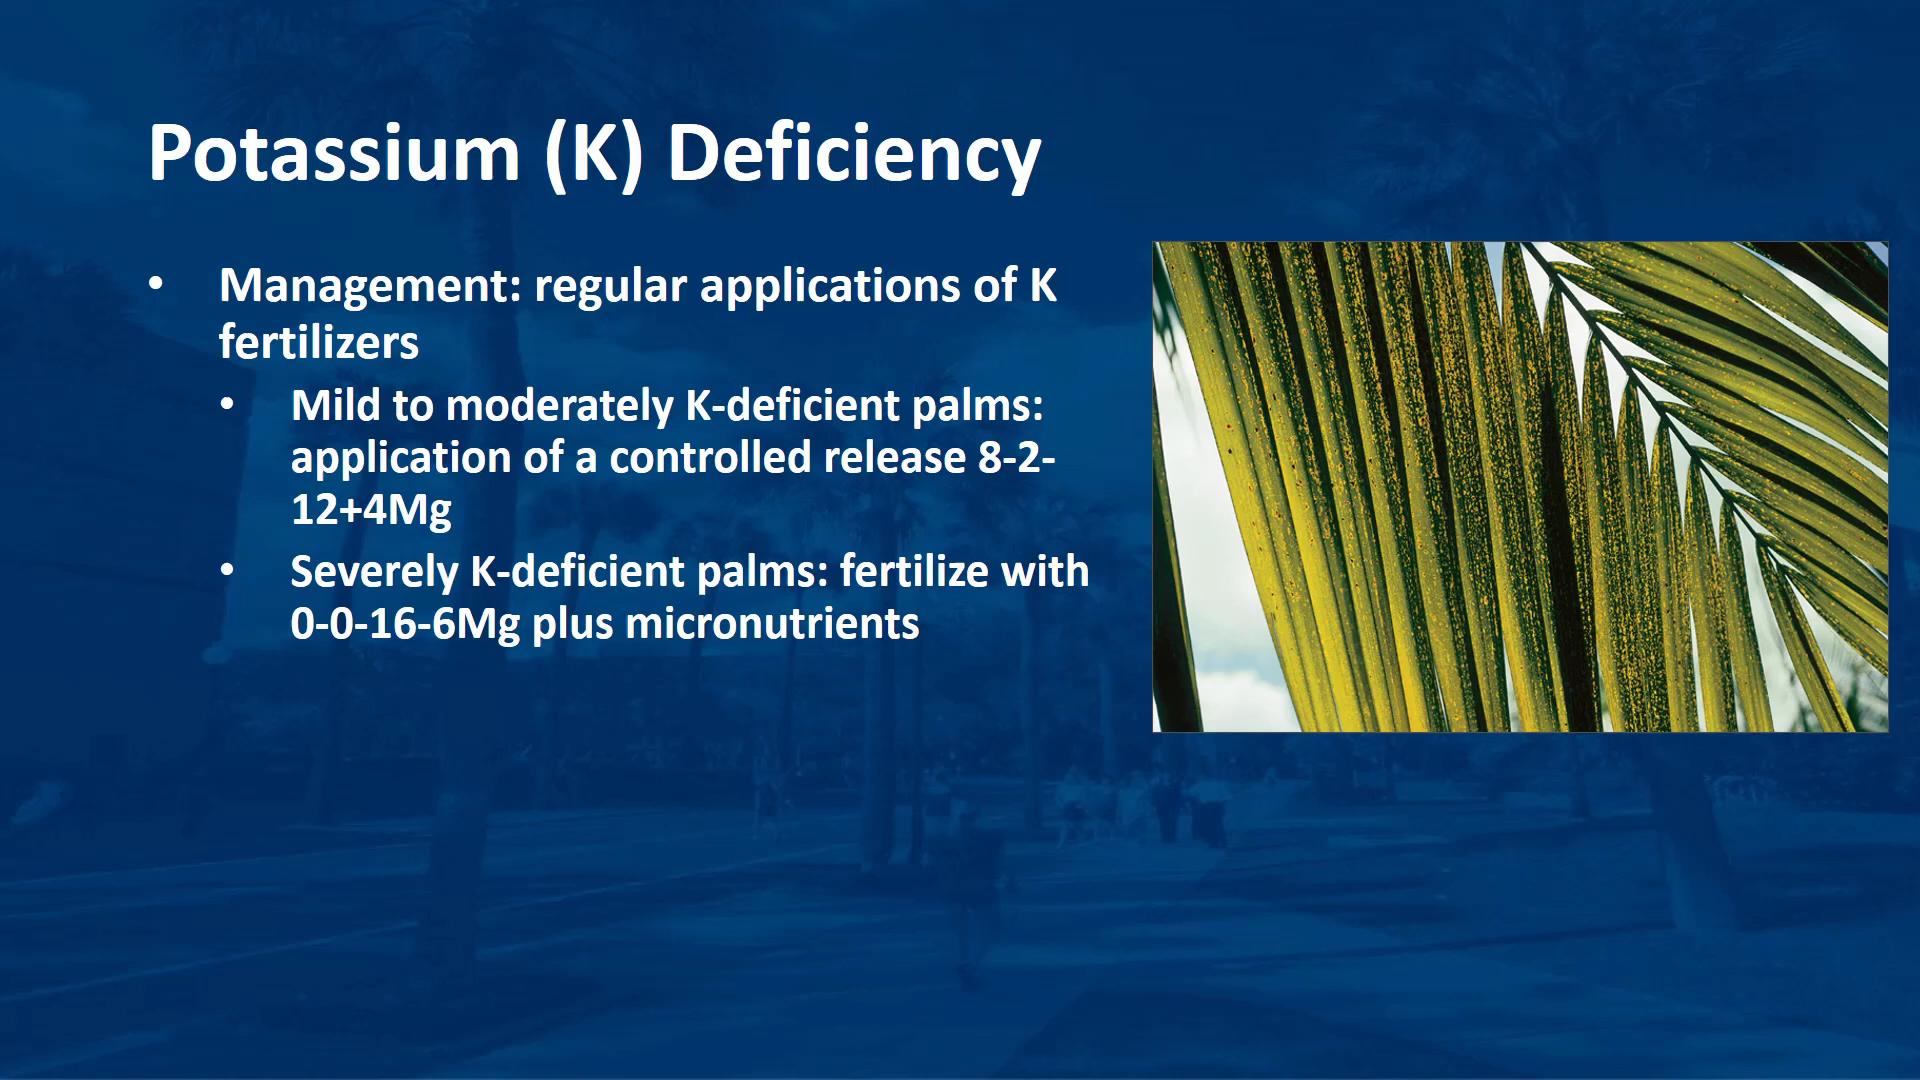 Potassium (K) Deficiency
• Management: regular applications of K
fertilizers
• Mild to moderately K-deficient palms:
application of a controlled release 8-2-
12+4Mg
• Severely K-deficient palms: fertilize with
0-0-16-6Mg plus micronutrients